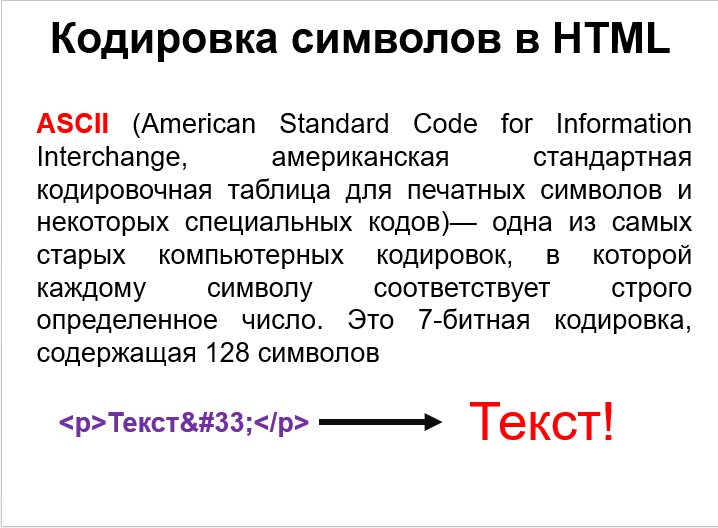 Кодировка символов в HTML
ASCII (American Standard Code for Information
Interchange, американская стандартная
кодировочная таблица для печатных символов и
некоторых специальных кодов)— одна из самых
старых компьютерных кодировок, в которой
каждому символу соответствует строго
определенное число. Это 7-битная кодировка,
содержащая 128 символов
<p>Текст&#33;</p> Текст!